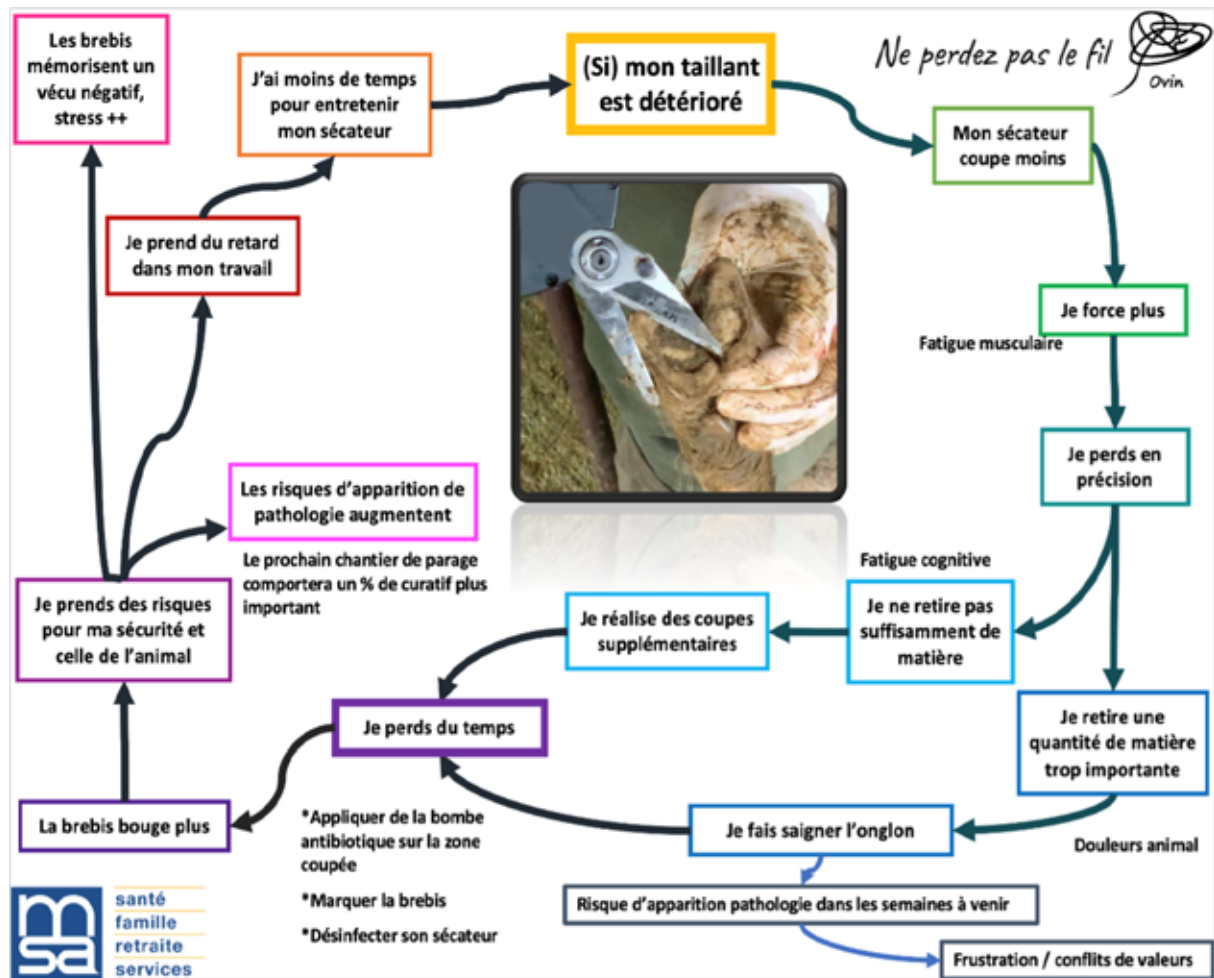 Les brebis
mémorisent un
vécu négatif,
stress ++
J'ai moins de temps
pour entretenir
mon sécateur
(Si) mon taillant
est détérioré
Ne perdez pas le fil
Ovin
Mon sécateur
coupe moins
Je prend du retard
dans mon travail
Je force plus
Fatigue musculaire
Je perds en
précision
Les risques d'apparition de
pathologie augmentent
Le prochain chantier de parage
comportera un % de curatif plus
important
Fatigue cognitive
Je ne retire pas
suffisamment de
matière
Je réalise des coupes
supplémentaires
Je prends des risques
pour ma sécurité et
celle de l'animal
Je perds du temps
Je retire une
quantité de matière
trop importante
La brebis bouge plus
*Appliquer de la bombe
antibiotique sur la zone
coupée
*Marquer la brebis
*Désinfecter son sécateur
Je fais saigner l'onglon
Douleurs animal
Risque d'apparition pathologie dans les semaines à venir
Frustration / conflits de valeurs
msa
santé
famille
retraite
services